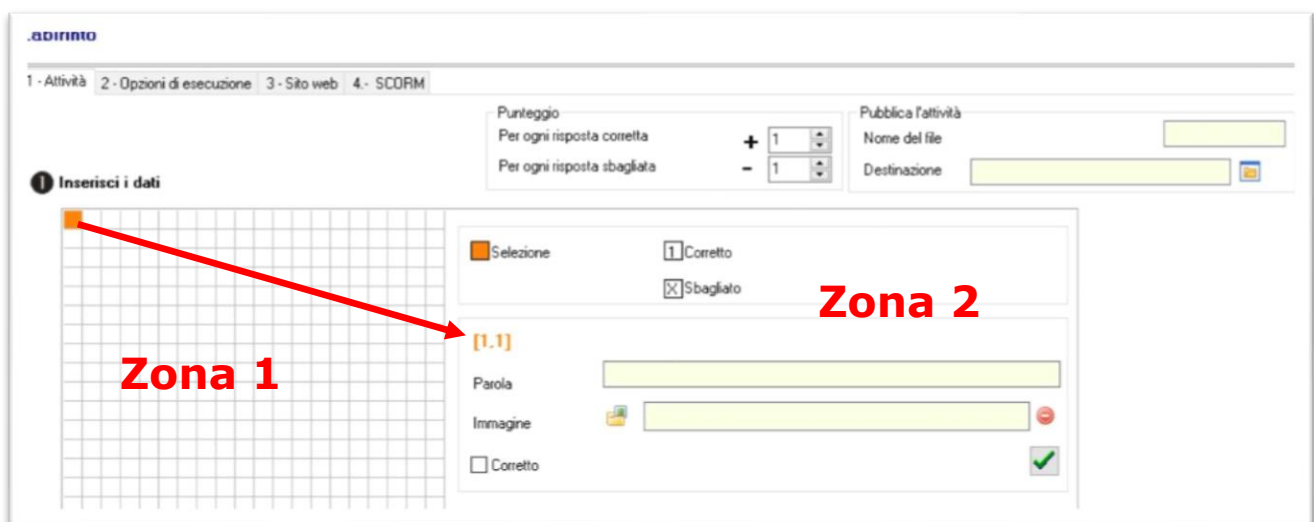 .abirinto
1 - Attività 2 - Opzioni di esecuzione 3 - Sito web 4.- SCORM
Punteggio
Per ogni risposta corretta + 1
Per ogni risposta sbagliata - 1
Pubblica l'attività
Nome del file
Destinazione
1 Inserisci i dati
Selezione 1 Corretto
X Sbagliato
Zona 2
Zona 1
[1,1]
Parola
Immagine
Corretto